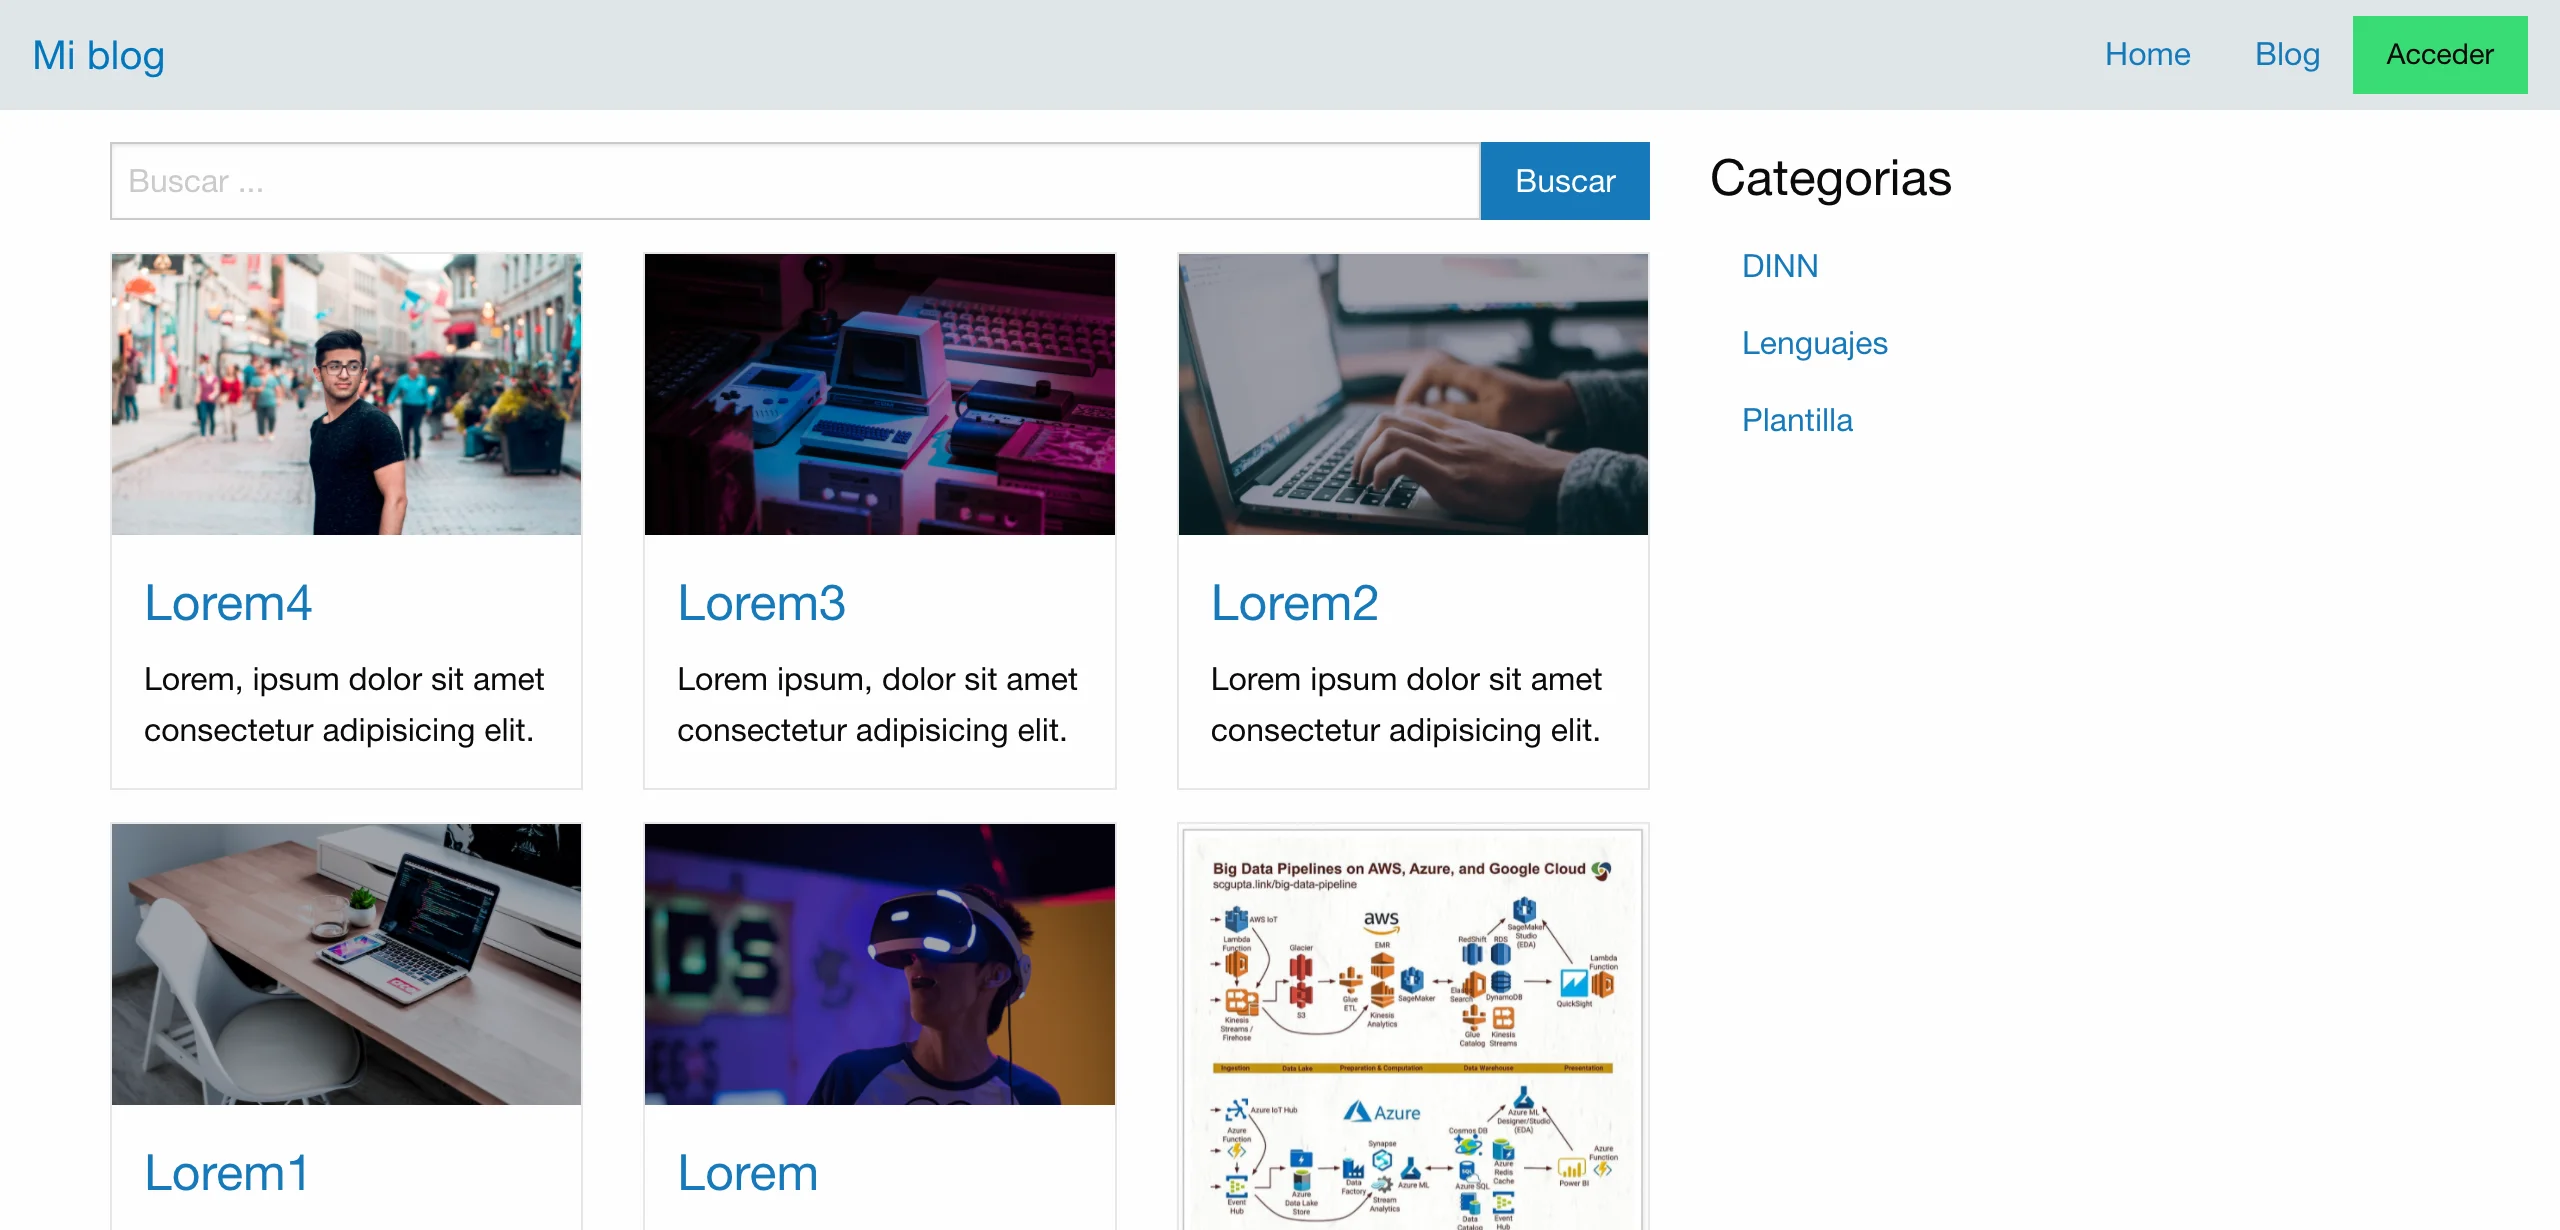 Mi blog
Home
Blog
Acceder
Buscar ...
Buscar
Categorias
DINN
Lenguajes
Plantilla
Lorem4
Lorem, ipsum dolor sit amet
consectetur adipisicing elit.
Lorem3
Lorem ipsum, dolor sit amet
consectetur adipisicing elit.
Lorem2
Lorem ipsum dolor sit amet
consectetur adipisicing elit.
Lorem1
Lorem
Big Data Pipelines on AWS, Azure, and Google Cloud
scgupta.link/big-data-pipeline
AWS IoT
Lambda
Function
Kinesis
Streams /
Firehose
Glacier
S3
aws
EMR
Glue
ETL
Kinesis
Analytics
SageMaker
RedShift
RDS
SageMaker
Studio
(EDA)
Elastic
Search
DynamoDB
Glue
Catalog
Kinesis
Streams
Lambda
Function
QuickSight
Ingestion
Data Lake
Preparation & Computation
Data Warehouse
Presentation
Azure IoT Hub
Azure
Function
Event
Hub
Azure
Data Lake
Store
Azure
Synapse
Data
Factory
Stream
Analytics
Azure ML
Cosmos DB
Azure ML
Designer/Studio
(EDA)
Azure
Redis
Cache
Azure SQL
Data
Catalog
Event
Hub
Azure
Function
Power BI